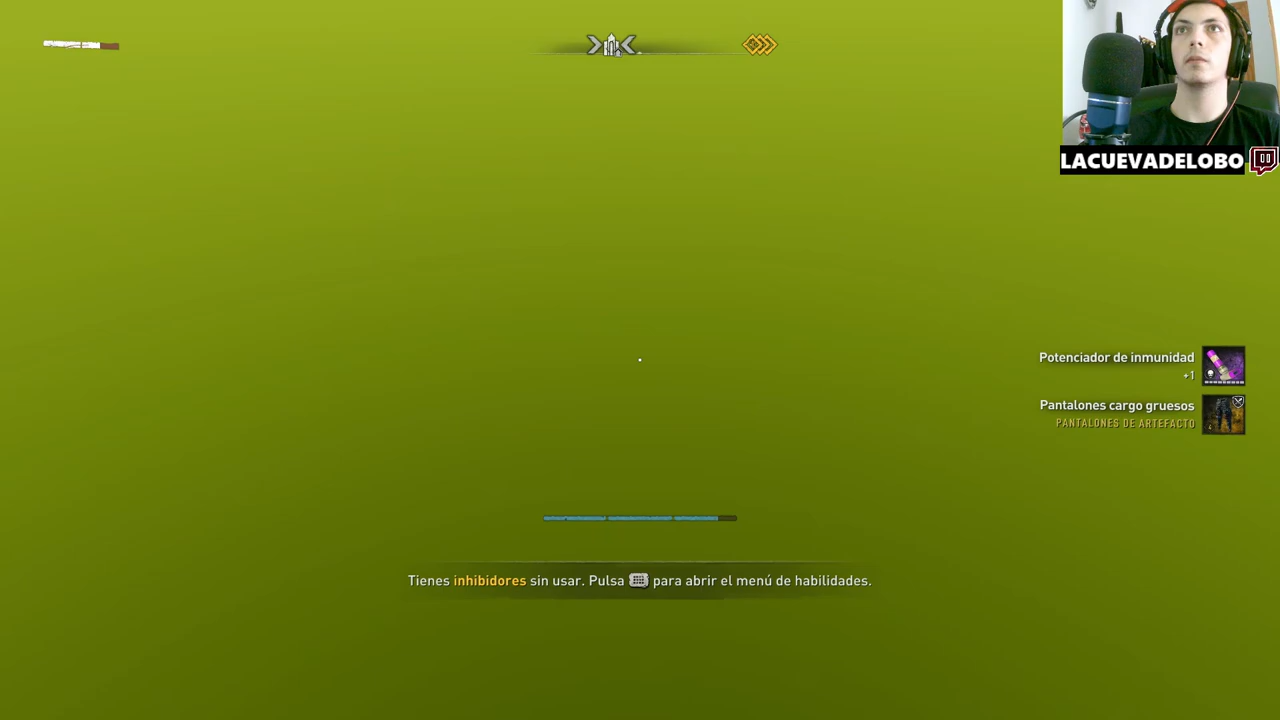 LACUEVADELOBO
Potenciador de inmunidad
+1
Pantalones cargo gruesos
PANTALONES DE ARTEFACTO
Tienes inhibidores sin usar. Pulsa para abrir el menú de habilidades.